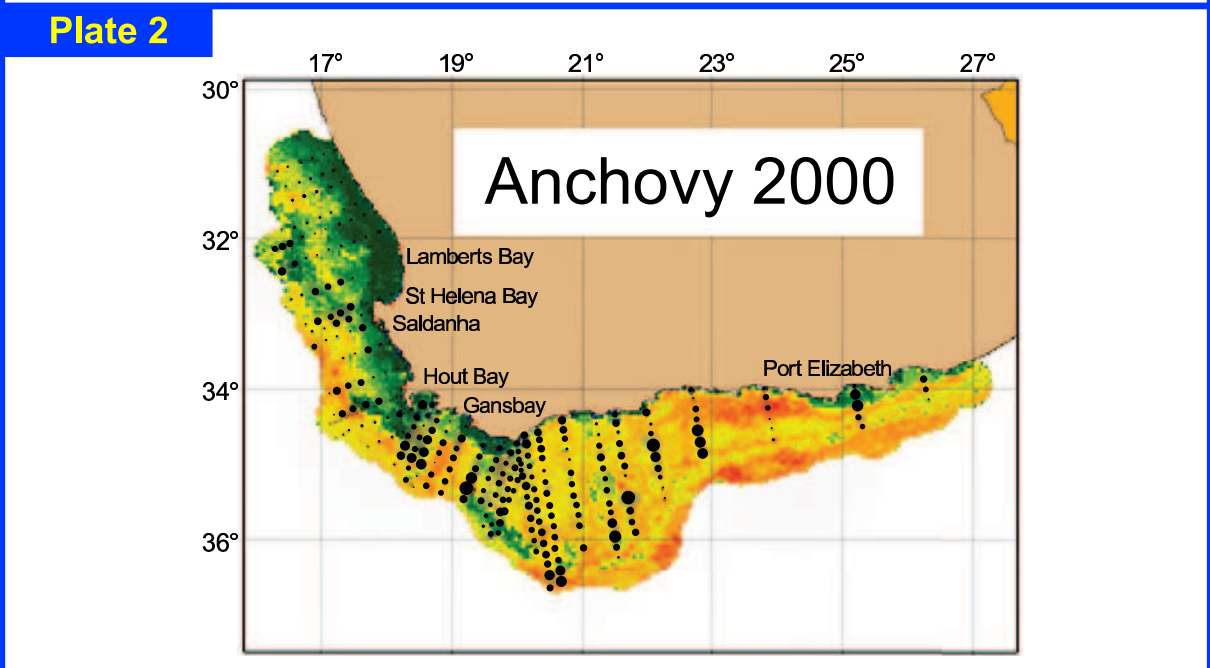 Plate 2
17° 19° 21° 23° 25° 27°
30°
Anchovy 2000
32°
Lamberts Bay
St Helena Bay
Saldanha
Port Elizabeth
34°
Hout Bay
Gansbay
36°